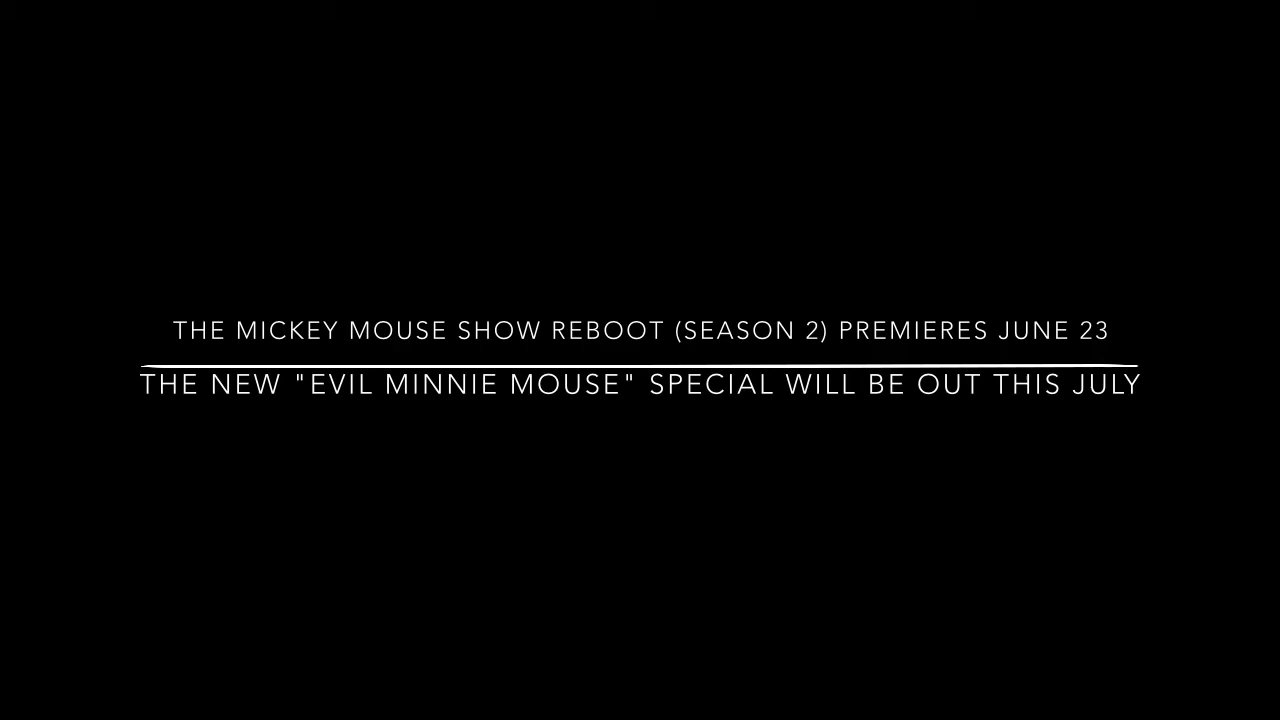 THE MICKEY MOUSE SHOW REBOOT (SEASON 2) PREMIERES JUNE 23
THE NEW "EVIL MINNIE MOUSE" SPECIAL WILL BE OUT THIS JULY